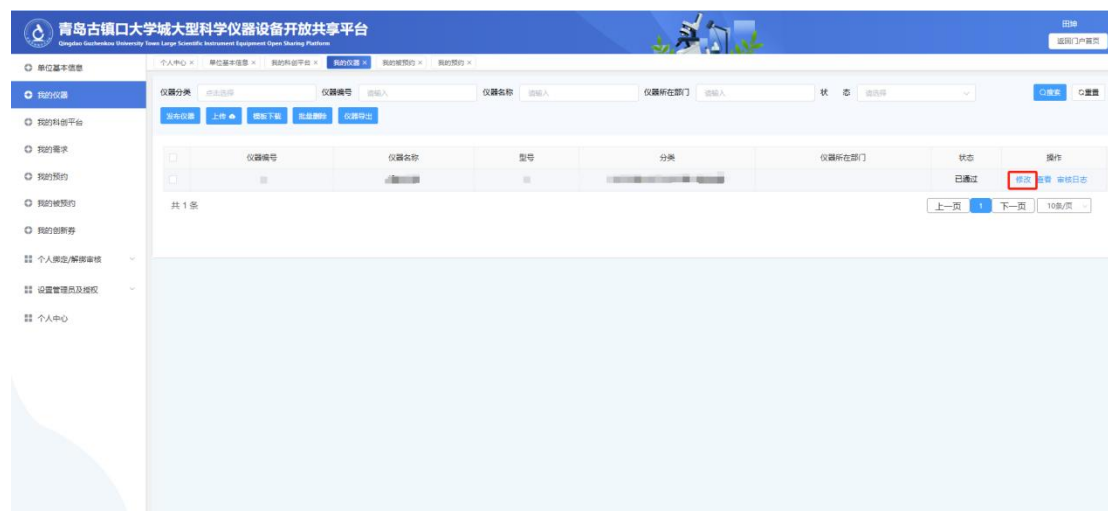 青岛古镇口大学城大型科学仪器设备开放共享平台
Qingdao Guzhenkou University Town Large Scientific Instrument Equipment Open Sharing Platform
田坤
返回门户首页
单位基本信息
我的仪器
我的科创平台
我的需求
我的预约
我的被预约
我的创新券
个人绑定/解绑审核
设置管理员及授权
个人中心
个人中心 × 单位基本信息 × 我的科创平台 × 我的仪器 × 我的被预约 × 我的预约 ×
仪器分类 点击选择 仪器编号 请输入 仪器名称 请输入 仪器所在部门 请输入 状 态 请选择 搜索 重置
发布仪器 上传 模板下载 批量删除 仪器导出
仪器编号 仪器名称 型号 分类 仪器所在部门 状态 操作
已通过 修改 查看 审核日志
共 1 条 上一页 1 下一页 10条/页